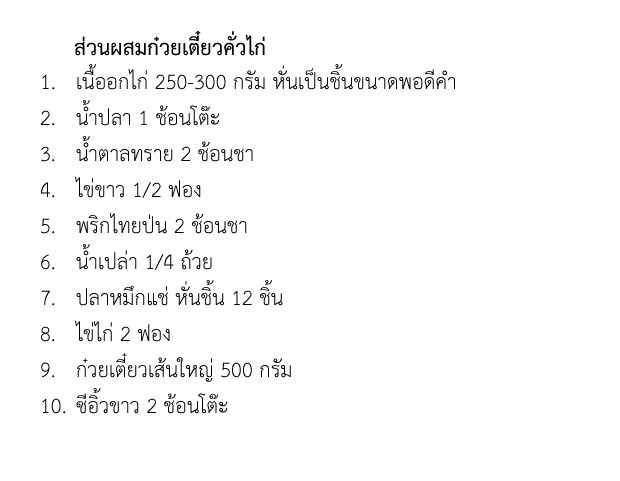 ส่วนผสมก๋วยเตี๋ยวคั่วไก่
1. เนื้ออกไก่ 250-300 กรัม หั่นเป็นชิ้นขนาดพอดีคำ
2. น้ำปลา 1 ช้อนโต๊ะ
3. น้ำตาลทราย 2 ช้อนชา
4. ไข่ขาว 1/2 ฟอง
5. พริกไทยป่น 2 ช้อนชา
6. น้ำเปล่า 1/4 ถ้วย
7. ปลาหมึกแช่ หั่นชิ้น 12 ชิ้น
8. ไข่ไก่ 2 ฟอง
9. ก๋วยเตี๋ยวเส้นใหญ่ 500 กรัม
10. ซีอิ้วขาว 2 ช้อนโต๊ะ